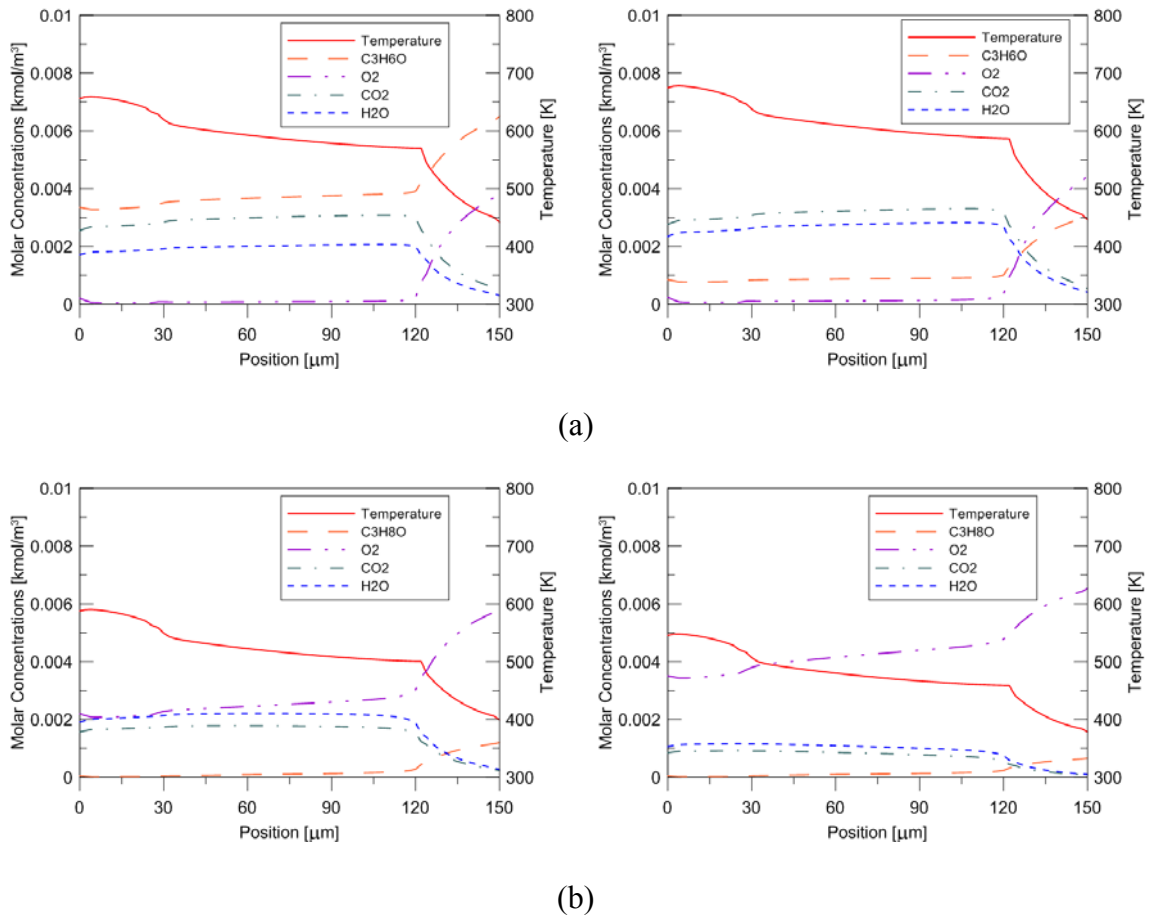 0.01
0.008
0.006
0.004
0.002
0
Molar Concentrations [kmol/m³]
Temperature
C3H6O
O2
CO2
H2O
800
700
600
500
400
300
Temperature [K]
0 30 60 90 120 150
Position [μm]
0.01
0.008
0.006
0.004
0.002
0
Molar Concentrations [kmol/m³]
Temperature
C3H6O
O2
CO2
H2O
800
700
600
500
400
300
Temperature [K]
0 30 60 90 120 150
Position [μm]
(a)
0.01
0.008
0.006
0.004
0.002
0
Molar Concentrations [kmol/m³]
Temperature
C3H8O
O2
CO2
H2O
800
700
600
500
400
300
Temperature [K]
0 30 60 90 120 150
Position [μm]
0.01
0.008
0.006
0.004
0.002
0
Molar Concentrations [kmol/m³]
Temperature
C3H8O
O2
CO2
H2O
800
700
600
500
400
300
Temperature [K]
0 30 60 90 120 150
Position [μm]
(b)